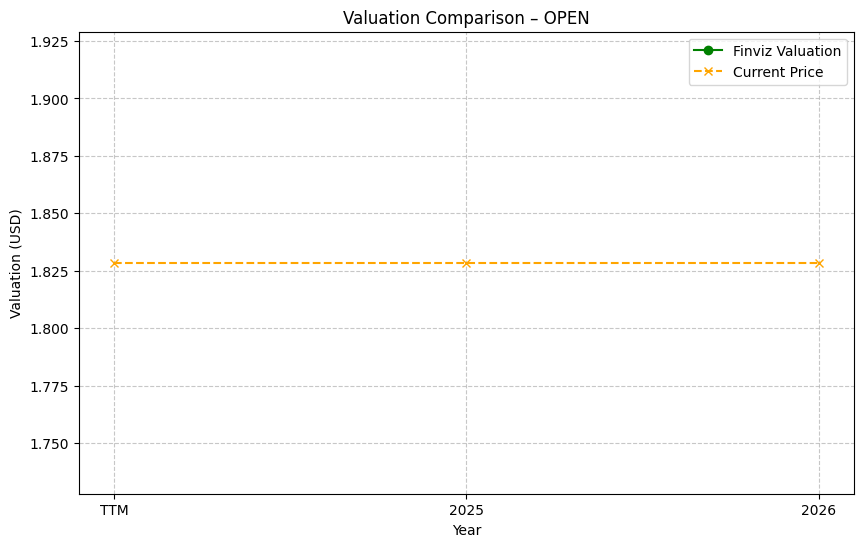 Valuation Comparison – OPEN
Finviz Valuation
Current Price
Valuation (USD)
1.925
1.900
1.875
1.850
1.825
1.800
1.775
1.750
TTM
2025
2026
Year